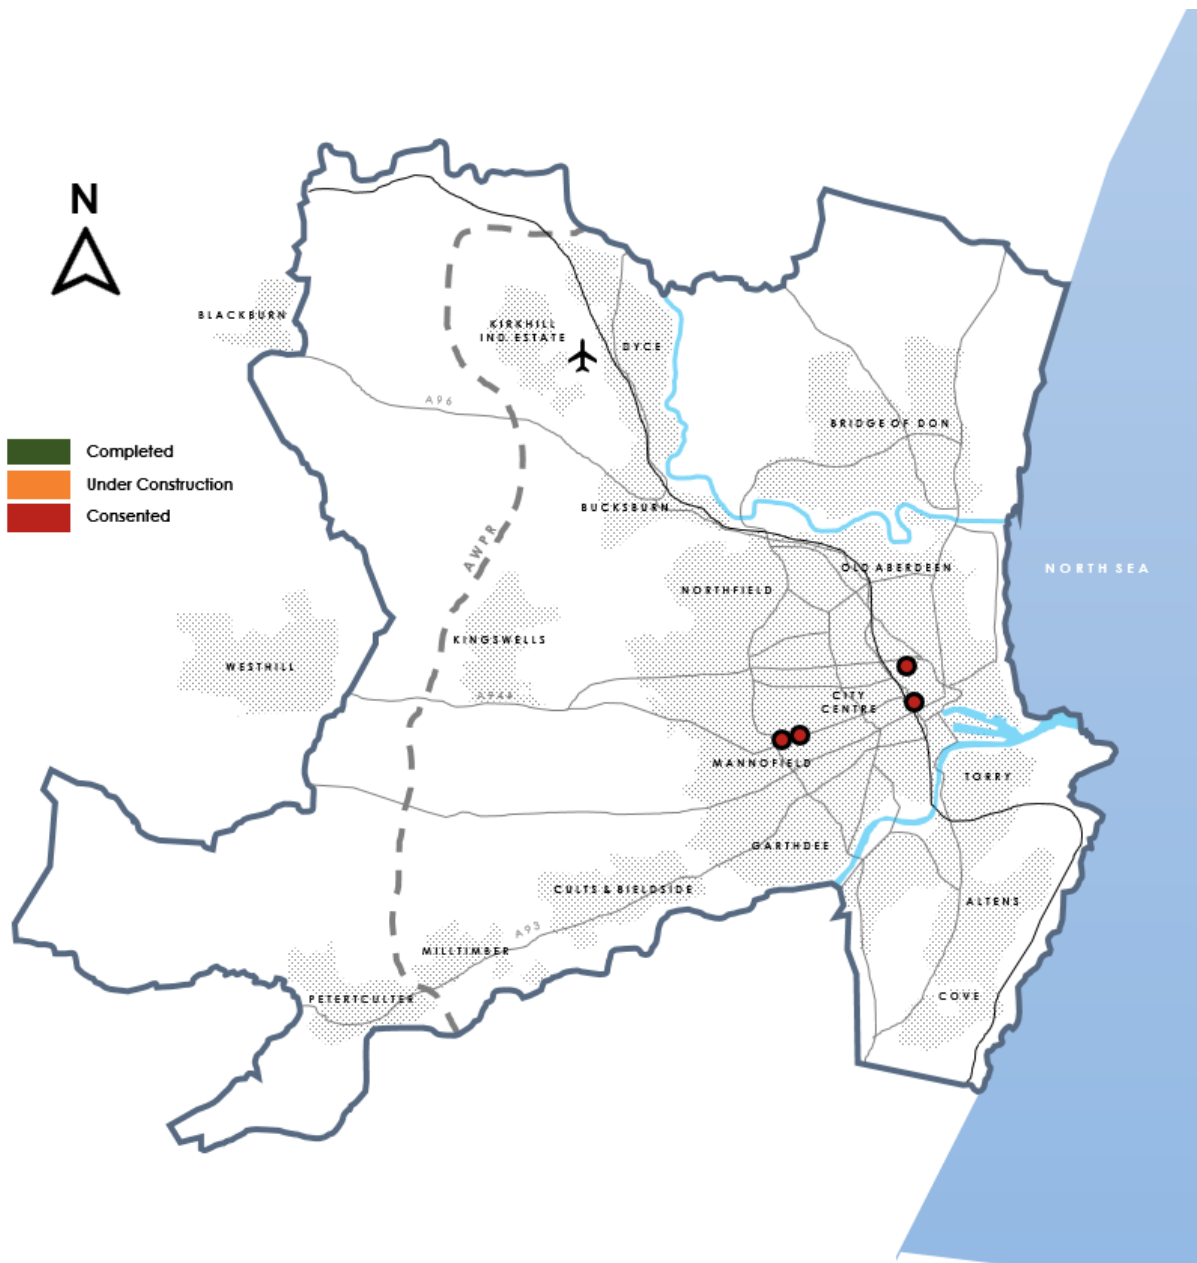 N
BLACKBURN
KIRKHILL
IND. ESTATE
DYCE
A96
BRIDGE OF DON
Completed
Under Construction
Consented
BUCKSBURN
AWPR
OLD ABERDEEN
NORTH SEA
NORTHFIELD
KINGSWELLS
WESTHILL
A944
CITY
CENTRE
MANNOFIELD
TORRY
GARTHDEE
CULTS & BIELDSIDE
ALTENS
A93
MILLTIMBER
PETERTCULTER
COVE